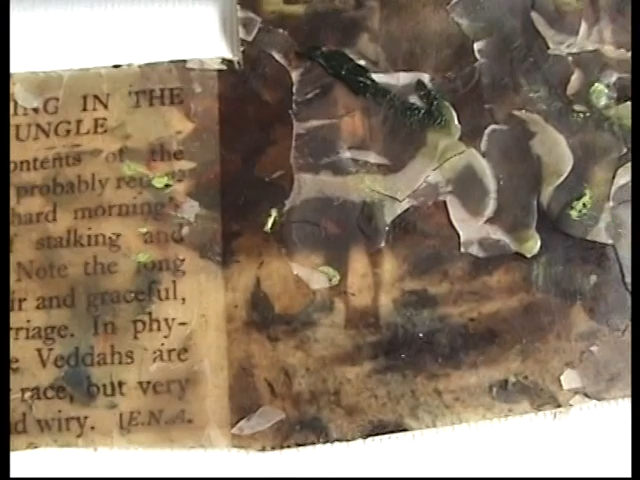 ING IN THE
UNGLE
ontents of the
probably re
hard morning's
f stalking and
Note the long
ir and graceful,
rriage. In phy-
e Veddahs are
race, but very
d wiry. [E.N.A.